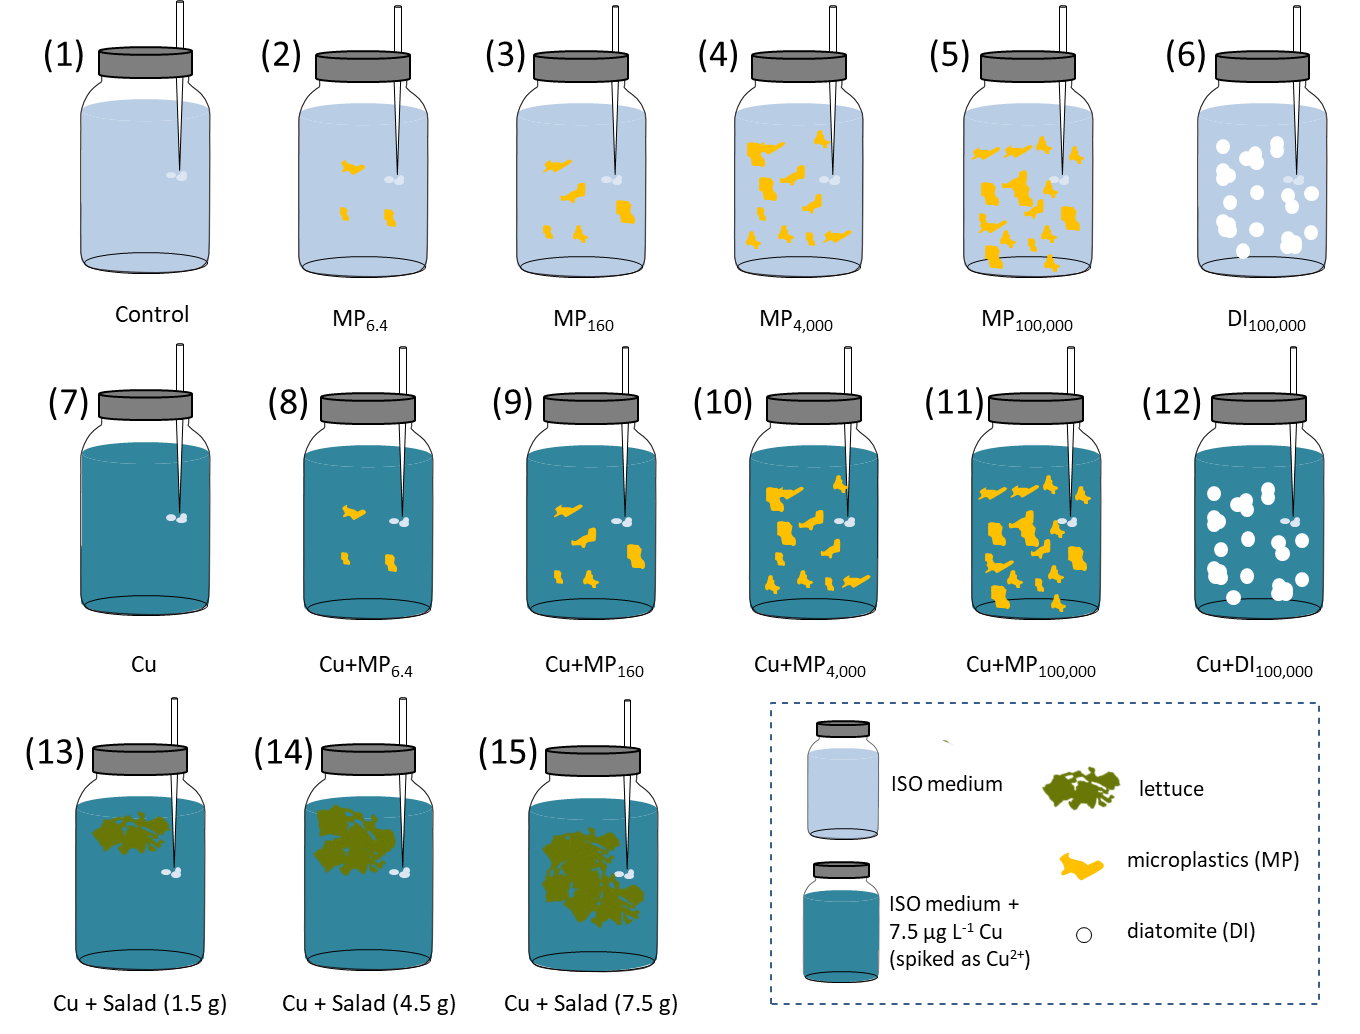 (1) (2) (3) (4) (5) (6)
Control MP6.4 MP160 MP4,000 MP100,000 DI100,000
(7) (8) (9) (10) (11) (12)
Cu Cu+MP6.4 Cu+MP160 Cu+MP4,000 Cu+MP100,000 Cu+DI100,000
(13) (14) (15)
Cu + Salad (1.5 g) Cu + Salad (4.5 g) Cu + Salad (7.5 g)
ISO medium
lettuce
microplastics (MP)
ISO medium +
7.5 µg L-1 Cu
(spiked as Cu2+)
diatomite (DI)